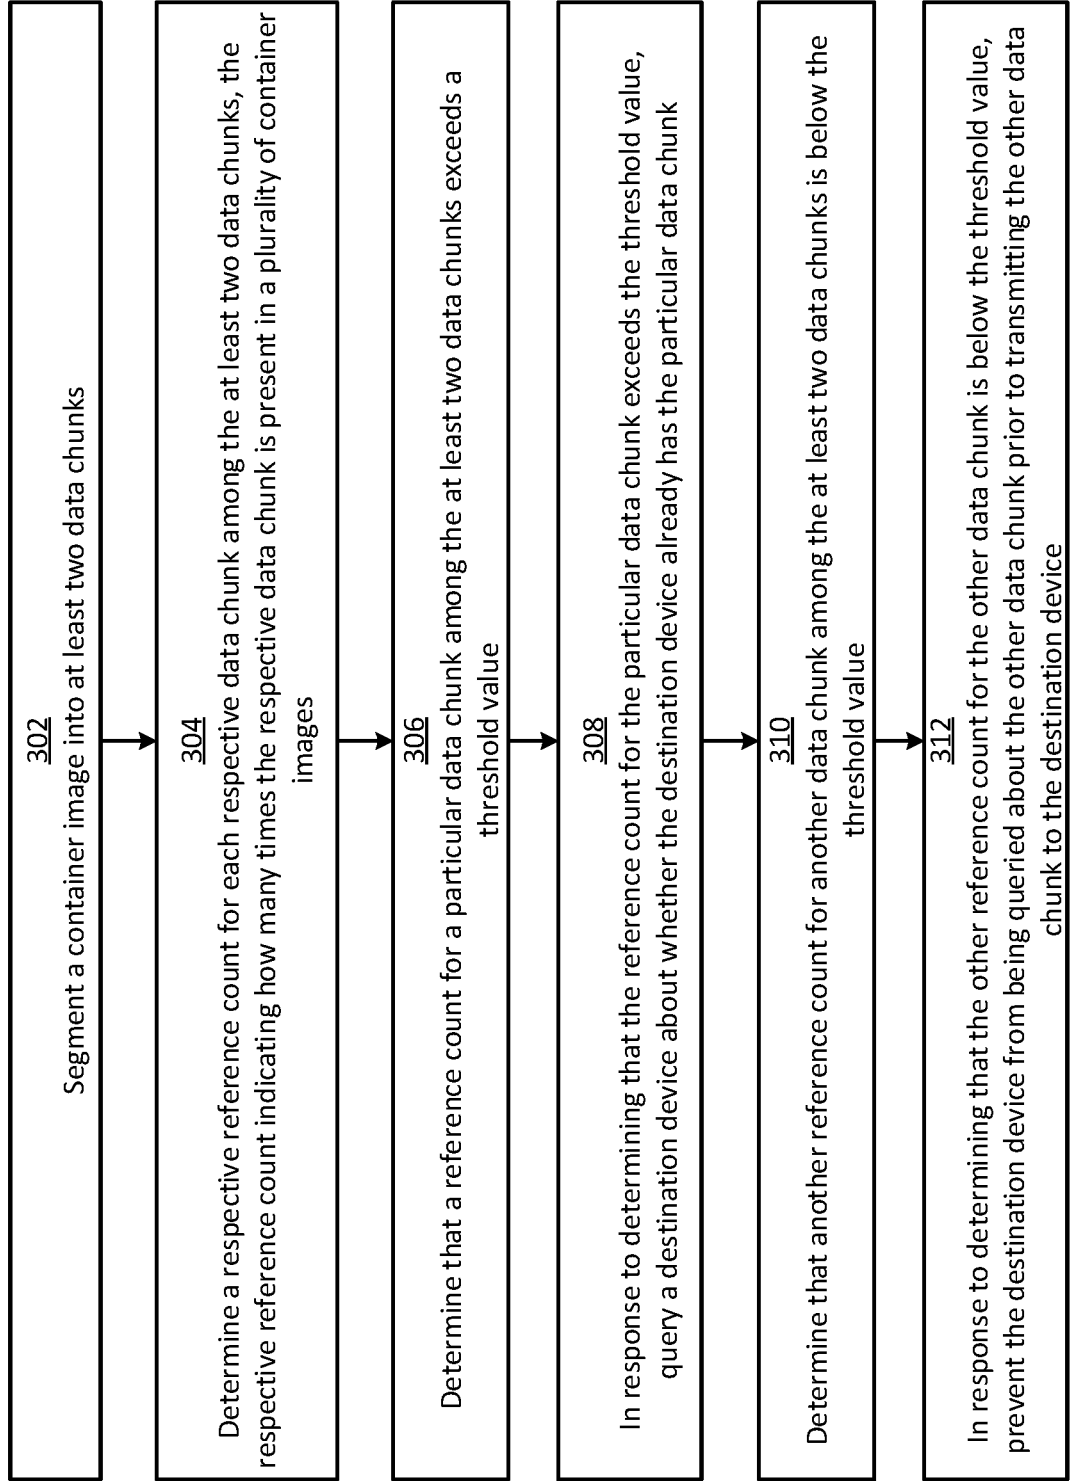 302
Segment a container image into at least two data chunks
304
Determine a respective reference count for each respective data chunk among the at least two data chunks, the
respective reference count indicating how many times the respective data chunk is present in a plurality of container
images
306
Determine that a reference count for a particular data chunk among the at least two data chunks exceeds a
threshold value
308
In response to determining that the reference count for the particular data chunk exceeds the threshold value,
query a destination device about whether the destination device already has the particular data chunk
310
Determine that another reference count for another data chunk among the at least two data chunks is below the
threshold value
312
In response to determining that the other reference count for the other data chunk is below the threshold value,
prevent the destination device from being queried about the other data chunk prior to transmitting the other data
chunk to the destination device